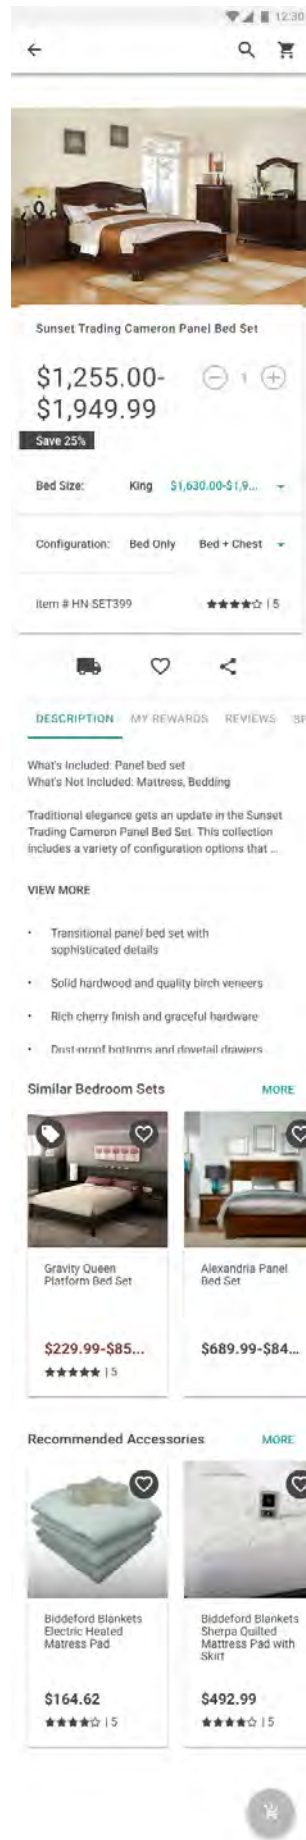 12:30
Sunset Trading Cameron Panel Bed Set
$1,255.00-
$1,949.99
1
Save 25%
Bed Size: King $1,630.00-$1,9...
Configuration: Bed Only Bed + Chest
Item # HN-SET399 | 5
DESCRIPTION MY REWARDS REVIEWS SP
What's Included: Panel bed set
What's Not Included: Mattress, Bedding
Traditional elegance gets an update in the Sunset
Trading Cameron Panel Bed Set. This collection
includes a variety of configuration options that ...
VIEW MORE
• Transitional panel bed set with
sophisticated details
• Solid hardwood and quality birch veneers
• Rich cherry finish and graceful hardware
• Dust-proof bottoms and dovetail drawers
Similar Bedroom Sets MORE
Gravity Queen
Platform Bed Set
$229.99-$85...
| 5
Alexandria Panel
Bed Set
$689.99-$84...
Recommended Accessories MORE
Biddeford Blankets
Electric Heated
Matress Pad
$164.62
| 5
Biddeford Blankets
Sherpa Quilted
Mattress Pad with
Skirt
$492.99
| 5